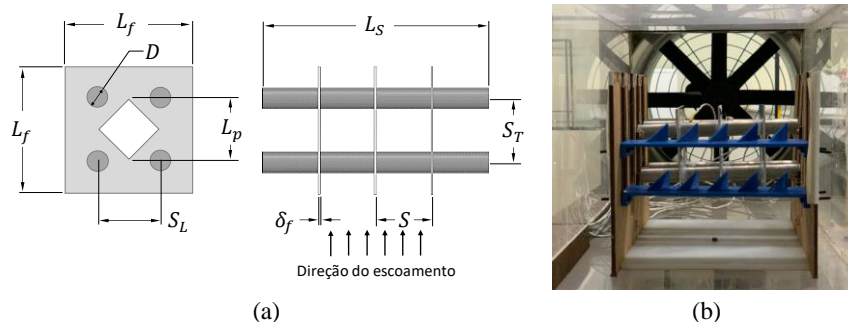 L_f
L_S
D
L_f
L_p
S_T
S_L
δ_f
S
Direção do escoamento
(a)
(b)